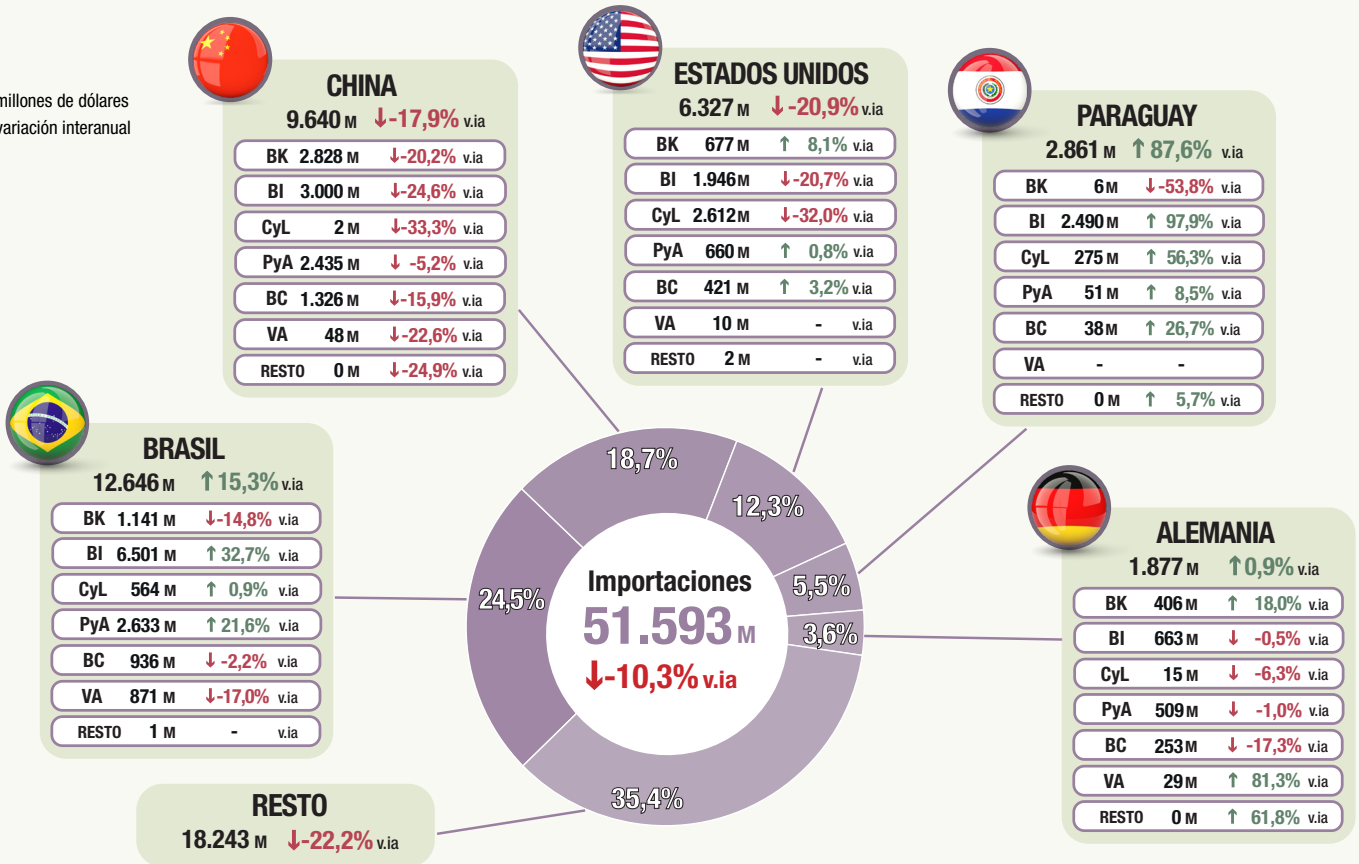 millones de dólares
variación interanual
CHINA
9.640 M ↓-17,9% v.ia
BK 2.828 M ↓-20,2% v.ia
BI 3.000 M ↓-24,6% v.ia
CyL 2 M ↓-33,3% v.ia
PyA 2.435 M ↓ -5,2% v.ia
BC 1.326 M ↓-15,9% v.ia
VA 48 M ↓-22,6% v.ia
RESTO 0 M ↓-24,9% v.ia
ESTADOS UNIDOS
6.327 M ↓-20,9% v.ia
BK 677 M ↑ 8,1% v.ia
BI 1.946 M ↓-20,7% v.ia
CyL 2.612 M ↓-32,0% v.ia
PyA 660 M ↑ 0,8% v.ia
BC 421 M ↑ 3,2% v.ia
VA 10 M - v.ia
RESTO 2 M - v.ia
PARAGUAY
2.861 M ↑ 87,6% v.ia
BK 6 M ↓-53,8% v.ia
BI 2.490 M ↑ 97,9% v.ia
CyL 275 M ↑ 56,3% v.ia
PyA 51 M ↑ 8,5% v.ia
BC 38 M ↑ 26,7% v.ia
VA - -
RESTO 0 M ↑ 5,7% v.ia
BRASIL
12.646 M ↑ 15,3% v.ia
BK 1.141 M ↓-14,8% v.ia
BI 6.501 M ↑ 32,7% v.ia
CyL 564 M ↑ 0,9% v.ia
PyA 2.633 M ↑ 21,6% v.ia
BC 936 M ↓ -2,2% v.ia
VA 871 M ↓-17,0% v.ia
RESTO 1 M - v.ia
18,7%
12,3%
5,5%
3,6%
24,5%
35,4%
Importaciones
51.593 M
↓-10,3% v.ia
ALEMANIA
1.877 M ↑ 0,9% v.ia
BK 406 M ↑ 18,0% v.ia
BI 663 M ↓ -0,5% v.ia
CyL 15 M ↓ -6,3% v.ia
PyA 509 M ↓ -1,0% v.ia
BC 253 M ↓ -17,3% v.ia
VA 29 M ↑ 81,3% v.ia
RESTO 0 M ↑ 61,8% v.ia
RESTO
18.243 M ↓-22,2% v.ia